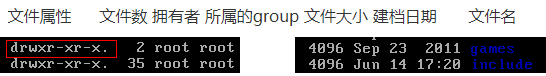 文件属性 文件数 拥有者 所属的group 文件大小 建档日期 文件名
drwxr-xr-x. 2 root root 4096 Sep 23 2011 games
drwxr-xr-x. 35 root root 4096 Jun 14 17:20 include